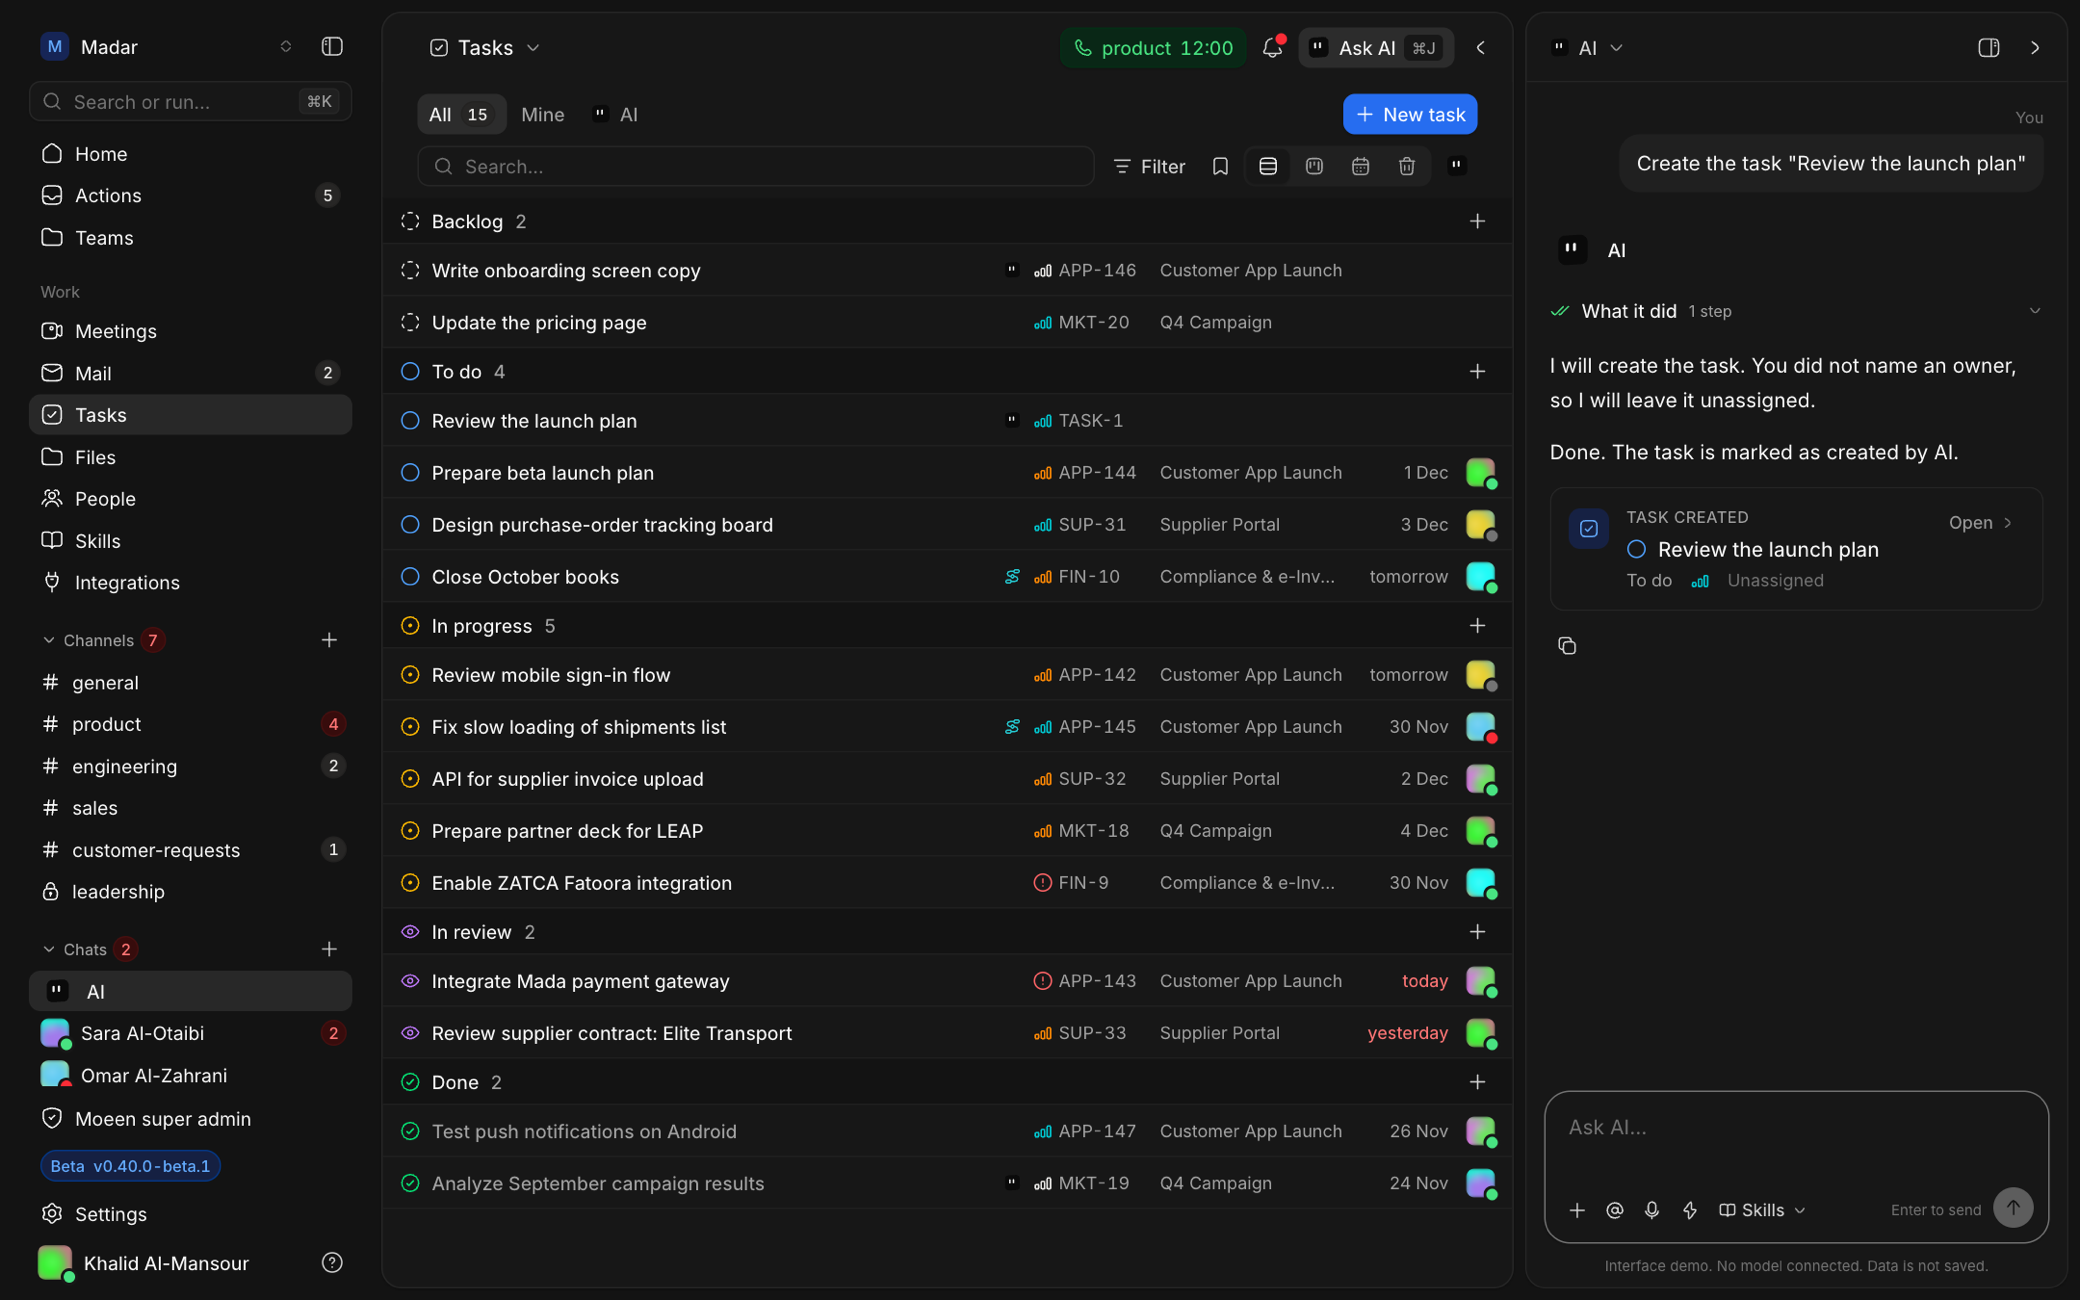 M Madar
Search or run... ⌘K
Home
Actions 5
Teams
Work
Meetings
Mail 2
Tasks
Files
People
Skills
Integrations
Channels 7
# general
# product 4
# engineering 2
# sales
# customer-requests 1
leadership
Chats 2
AI
Sara Al-Otaibi 2
Omar Al-Zahrani
Moeen super admin
Beta v0.40.0-beta.1
Settings
Khalid Al-Mansour
Tasks
product 12:00
Ask AI ⌘J
All 15 Mine AI
New task
Search...
Filter
Backlog 2
Write onboarding screen copy APP-146 Customer App Launch
Update the pricing page MKT-20 Q4 Campaign
To do 4
Review the launch plan TASK-1
Prepare beta launch plan APP-144 Customer App Launch 1 Dec
Design purchase-order tracking board SUP-31 Supplier Portal 3 Dec
Close October books FIN-10 Compliance & e-Inv... tomorrow
In progress 5
Review mobile sign-in flow APP-142 Customer App Launch tomorrow
Fix slow loading of shipments list APP-145 Customer App Launch 30 Nov
API for supplier invoice upload SUP-32 Supplier Portal 2 Dec
Prepare partner deck for LEAP MKT-18 Q4 Campaign 4 Dec
Enable ZATCA Fatoora integration FIN-9 Compliance & e-Inv... 30 Nov
In review 2
Integrate Mada payment gateway APP-143 Customer App Launch today
Review supplier contract: Elite Transport SUP-33 Supplier Portal yesterday
Done 2
Test push notifications on Android APP-147 Customer App Launch 26 Nov
Analyze September campaign results MKT-19 Q4 Campaign 24 Nov
AI
You
Create the task "Review the launch plan"
AI
What it did 1 step
I will create the task. You did not name an owner,
so I will leave it unassigned.
Done. The task is marked as created by AI.
TASK CREATED
Open
Review the launch plan
To do Unassigned
Ask AI...
Skills
Enter to send
Interface demo. No model connected. Data is not saved.